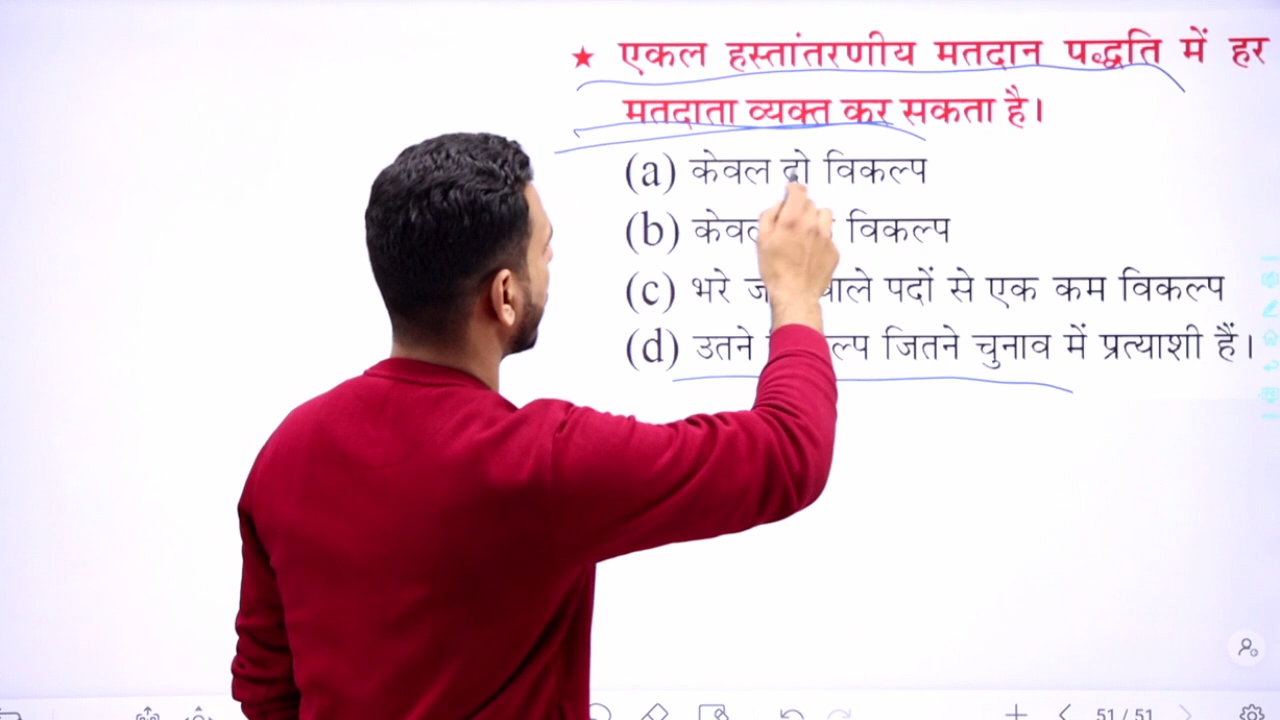 ★ एकल हस्तांतरणीय मतदान पद्धति में हर
मतदाता व्यक्त कर सकता है।
(a) केवल दो विकल्प
(b) विकल्प
(c) भरे पदों से एक कम विकल्प
(d) उतने जितने चुनाव में प्रत्याशी हैं।
51/51